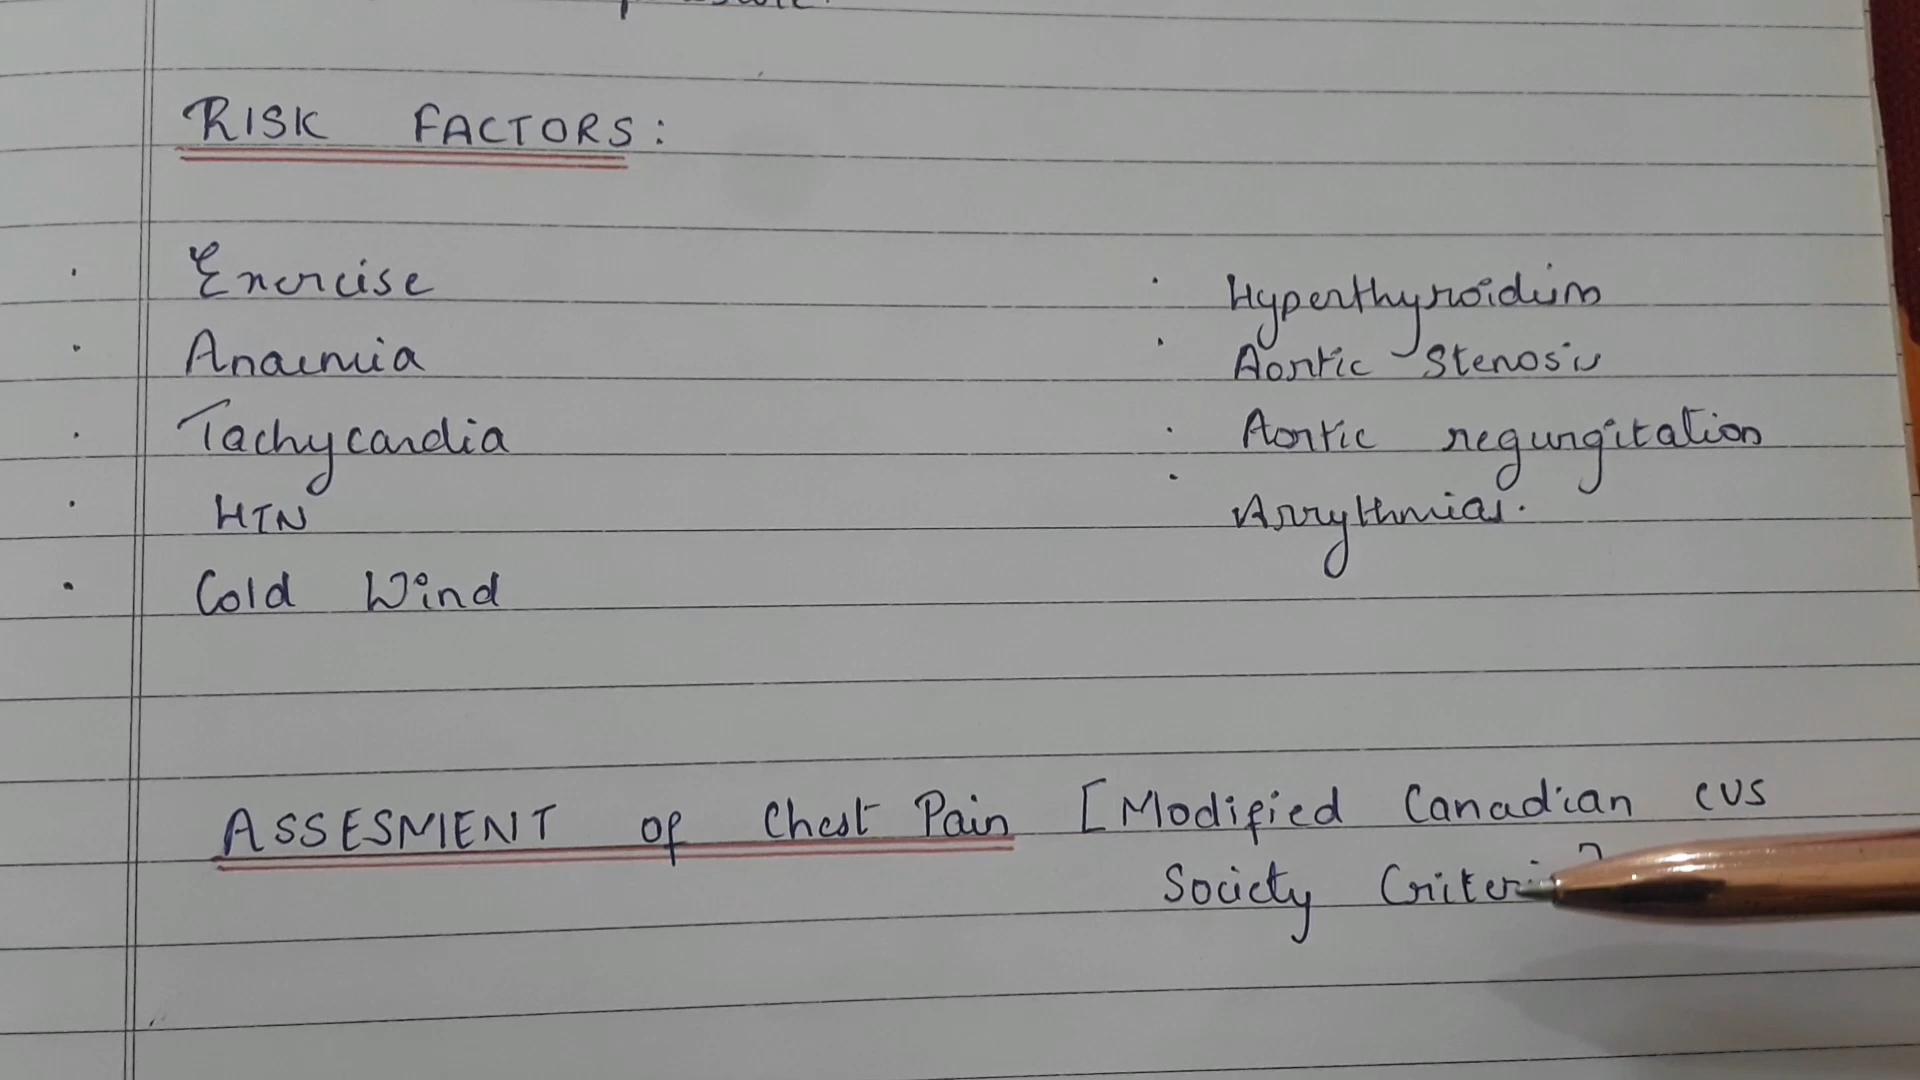 RISK FACTORS:
· Exercise
· Anaemia
· Tachycardia
· HTN
· Cold Wind
· Hyperthyroidism
· Aortic Stenosis
· Aortic regurgitation
· Arrythmias.
ASSESMENT of Chest Pain [Modified Canadian CVS
Society